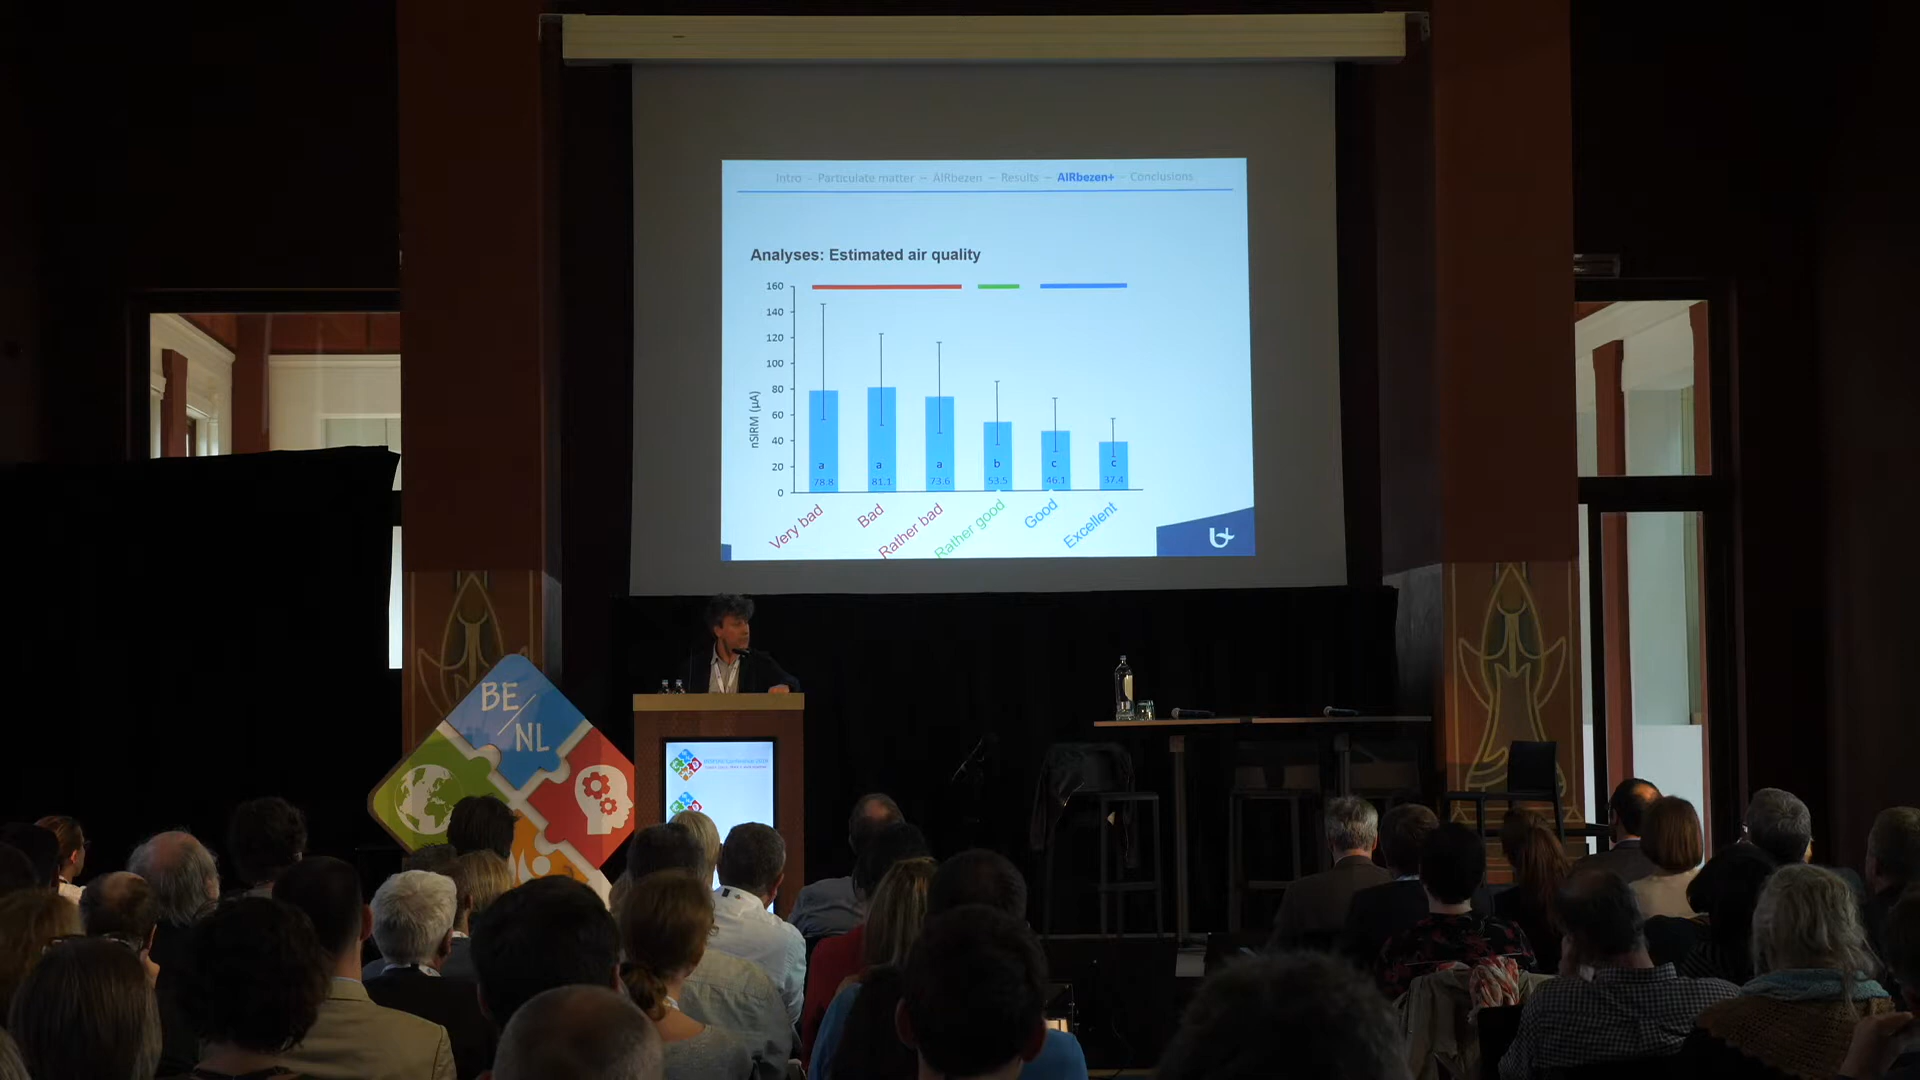 Intro – Particulate matter – AIRbezen – Results – AIRbezen+ – Conclusions
Analyses: Estimated air quality
160
140
120
100
80
60
40
20
0
nSIRM (µA)
a a a b c c
78.8 81.1 73.6 53.5 46.1 37.4
Very bad Bad Rather bad Rather good Good Excellent
BE/NL